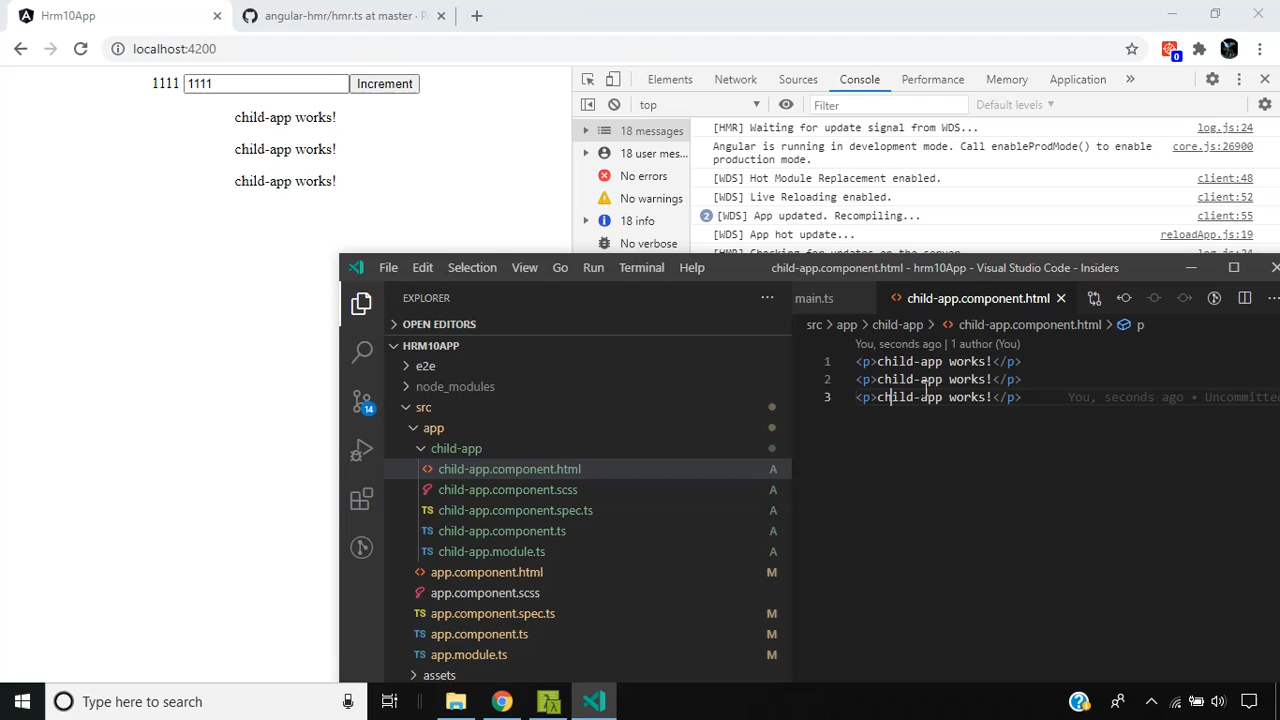 Hrm10App
angular-hmr/hmr.ts at master ·
localhost:4200
0
1111 1111 Increment
child-app works!
child-app works!
child-app works!
Elements Network Sources Console Performance Memory Application
top Filter Default levels
18 messages
18 user mes...
No errors
No warnings
18 info
No verbose
[HMR] Waiting for update signal from WDS... log.js:24
Angular is running in development mode. Call enableProdMode() to enable core.js:26900
production mode.
[WDS] Hot Module Replacement enabled. client:48
[WDS] Live Reloading enabled. client:52
2 [WDS] App updated. Recompiling... client:55
[WDS] App hot update... reloadApp.js:19
File Edit Selection View Go Run Terminal Help child-app.component.html - hrm10App - Visual Studio Code - Insiders
EXPLORER
OPEN EDITORS
HRM10APP
e2e
node_modules
src
app
child-app
child-app.component.html A
child-app.component.scss A
TS child-app.component.spec.ts A
TS child-app.component.ts A
TS child-app.module.ts A
app.component.html M
app.component.scss
TS app.component.spec.ts M
TS app.component.ts M
TS app.module.ts M
assets
14
main.ts child-app.component.html
src app child-app child-app.component.html p
You, seconds ago | 1 author (You)
1 <p>child-app works!</p>
2 <p>child-app works!</p>
3 <p>child-app works!</p> You, seconds ago • Uncommitted
Type here to search